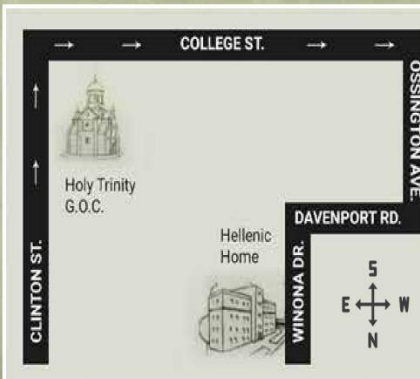 COLLEGE ST.
OSSINGTON AVE.
Holy Trinity
G.O.C.
DAVENPORT RD.
Hellenic
Home
CLINTON ST.
WINONA DR.
S
E W
N